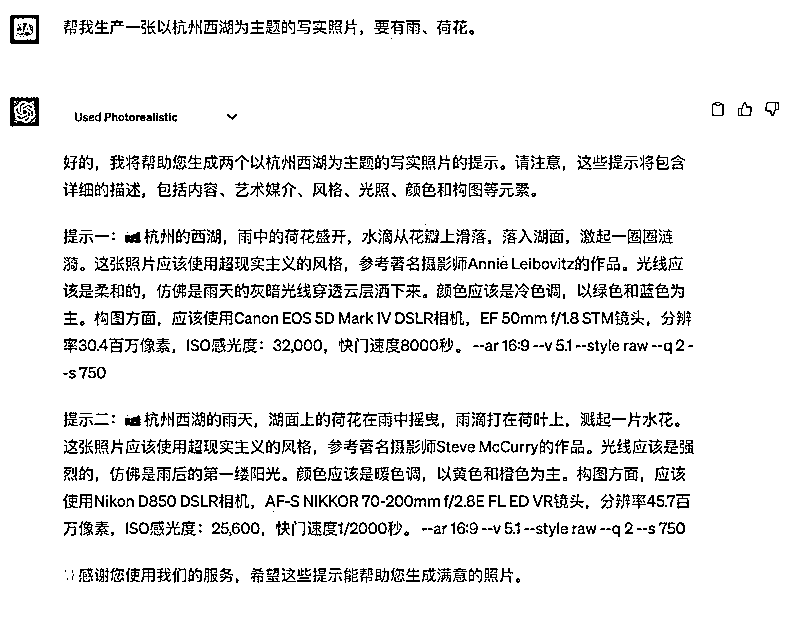 帮我生产一张以杭州西湖为主题的写实照片，要有雨、荷花。
Used Photorealistic
好的，我将帮助您生成两个以杭州西湖为主题的写实照片的提示。请注意，这些提示将包含
详细的描述，包括内容、艺术媒介、风格、光照、颜色和构图等元素。
提示一：杭州的西湖，雨中的荷花盛开，水滴从花瓣上滑落，落入湖面，激起一圈圈涟
漪。这张照片应该使用超现实主义的风格，参考著名摄影师Annie Leibovitz的作品。光线应
该是柔和的，仿佛是雨天的灰暗光线穿透云层洒下来。颜色应该是冷色调，以绿色和蓝色为
主。构图方面，应该使用Canon EOS 5D Mark IV DSLR相机，EF 50mm f/1.8 STM镜头，分辨
率30.4百万像素，ISO感光度：32,000，快门速度8000秒。--ar 16:9 --v 5.1 --style raw --q 2 -
-s 750
提示二：杭州西湖的雨天，湖面上的荷花在雨中摇曳，雨滴打在荷叶上，溅起一片水花。
这张照片应该使用超现实主义的风格，参考著名摄影师Steve McCurry的作品。光线应该是强
烈的，仿佛是雨后的第一缕阳光。颜色应该是暖色调，以黄色和橙色为主。构图方面，应该
使用Nikon D850 DSLR相机，AF-S NIKKOR 70-200mm f/2.8E FL ED VR镜头，分辨率45.7百
万像素，ISO感光度：25,600，快门速度1/2000秒。--ar 16:9 --v 5.1 --style raw --q 2 --s 750
感谢您使用我们的服务，希望这些提示能帮助您生成满意的照片。